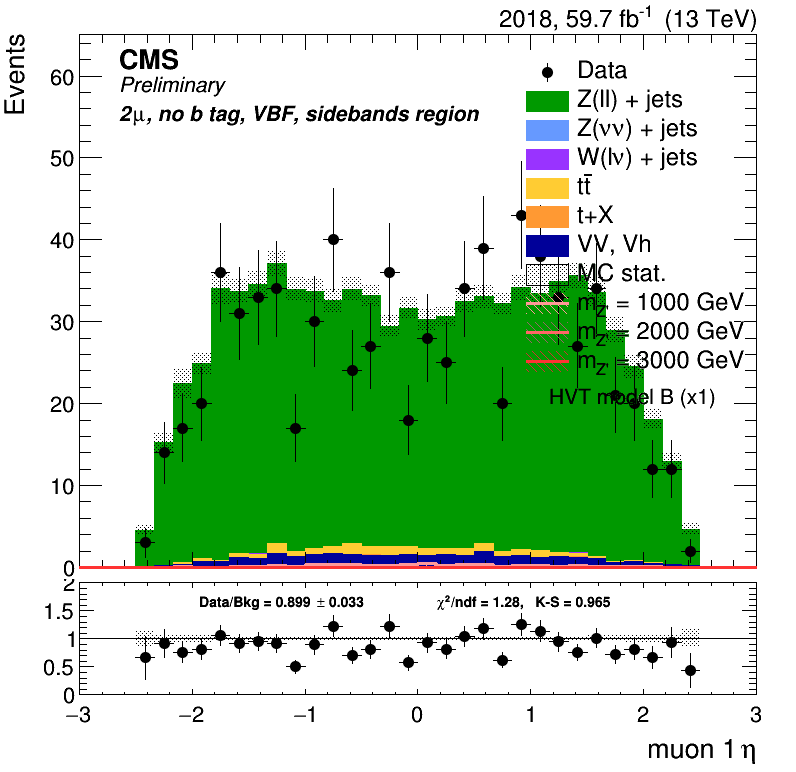 2018, 59.7 fb⁻¹ (13 TeV)
Events
CMS
Preliminary
2μ, no b tag, VBF, sidebands region
Data
Z(ll) + jets
Z(νν) + jets
W(lν) + jets
tt̄
t+X
VV, Vh
MC stat.
m_Z' = 1000 GeV
m_Z' = 2000 GeV
m_Z' = 3000 GeV
HVT model B (x1)
60
50
40
30
20
10
0
2
1.5
1
0.5
0
Data/Bkg = 0.899 ± 0.033 χ²/ndf = 1.28, K-S = 0.965
−3 −2 −1 0 1 2 3
muon 1 η